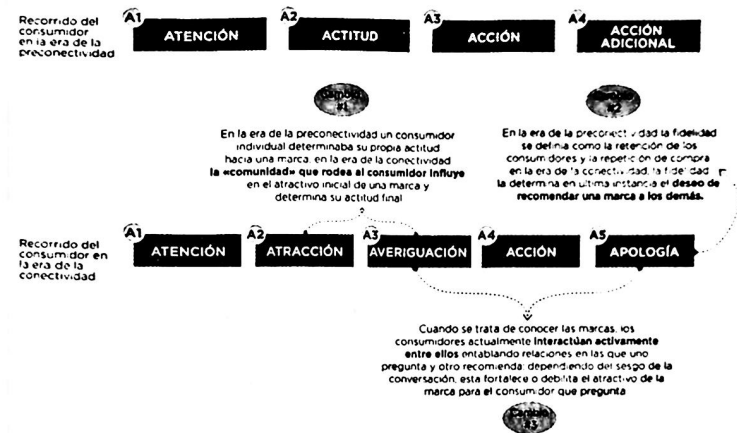 Recorrido del
consumidor
en la era de la
preconectividad
A1
ATENCIÓN
A2
ACTITUD
A3
ACCIÓN
A4
ACCIÓN
ADICIONAL
Cambio
#1
En la era de la preconectividad un consumidor
individual determinaba su propia actitud
hacia una marca, en la era de la conectividad
la «comunidad» que rodea al consumidor influye
en el atractivo inicial de una marca y
determina su actitud final
Cambio
#2
En la era de la preconectividad la fidelidad
se definía como la retención de los
consumidores y la repetición de compra
en la era de la conectividad, la fidelidad
la determina en última instancia el deseo de
recomendar una marca a los demás.
Recorrido del
consumidor en
la era de la
conectividad
A1
ATENCIÓN
A2
ATRACCIÓN
A3
AVERIGUACIÓN
A4
ACCIÓN
A5
APOLOGÍA
Cuando se trata de conocer las marcas, los
consumidores actualmente interactúan activamente
entre ellos entablando relaciones en las que uno
pregunta y otro recomienda: dependiendo del sesgo de la
conversación, esta fortalece o debilita el atractivo de la
marca para el consumidor que pregunta
Cambio
#3